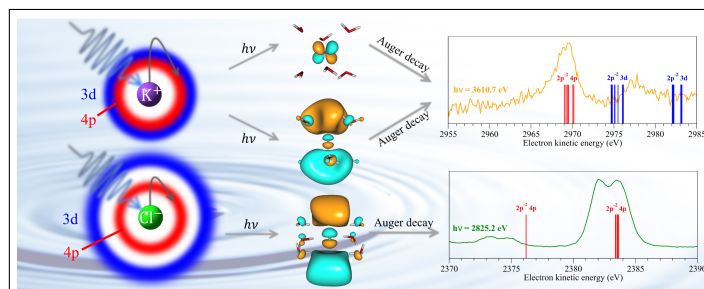 3d
4p
K⁺
hν
hν
Auger decay
Auger decay
hν = 3610.7 eV
2p⁻² 4p
2p⁻² 3d
2p⁻² 3d
2955 2960 2965 2970 2975 2980 2985
Electron kinetic energy (eV)
3d
4p
Cl⁻
hν
Auger decay
hν = 2825.2 eV
2p⁻² 4p
2p⁻² 4p
2370 2375 2380 2385 2390
Electron kinetic energy (eV)